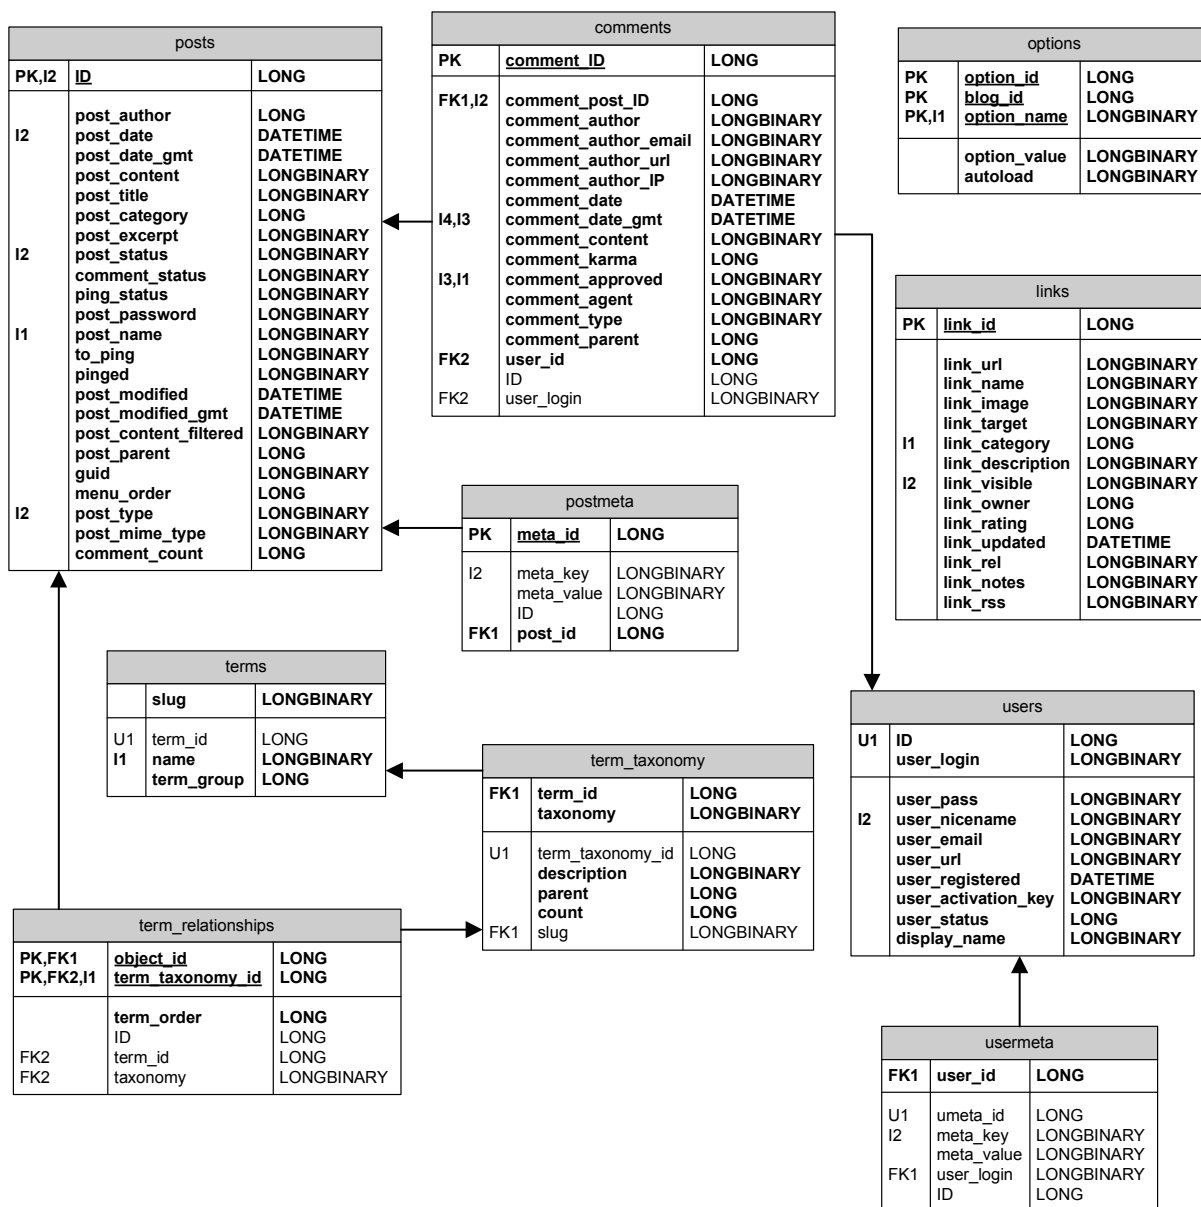 posts
PK,I2 ID LONG
post_author LONG
I2 post_date DATETIME
post_date_gmt DATETIME
post_content LONGBINARY
post_title LONGBINARY
post_category LONG
post_excerpt LONGBINARY
I2 post_status LONGBINARY
comment_status LONGBINARY
ping_status LONGBINARY
post_password LONGBINARY
I1 post_name LONGBINARY
to_ping LONGBINARY
pinged LONGBINARY
post_modified DATETIME
post_modified_gmt DATETIME
post_content_filtered LONGBINARY
post_parent LONG
guid LONGBINARY
menu_order LONG
I2 post_type LONGBINARY
post_mime_type LONGBINARY
comment_count LONG
comments
PK comment_ID LONG
FK1,I2 comment_post_ID LONG
comment_author LONGBINARY
comment_author_email LONGBINARY
comment_author_url LONGBINARY
comment_author_IP LONGBINARY
comment_date DATETIME
I4,I3 comment_date_gmt DATETIME
comment_content LONGBINARY
comment_karma LONG
I3,I1 comment_approved LONGBINARY
comment_agent LONGBINARY
comment_type LONGBINARY
comment_parent LONG
FK2 user_id LONG
ID LONG
FK2 user_login LONGBINARY
options
PK option_id LONG
PK blog_id LONG
PK,I1 option_name LONGBINARY
option_value LONGBINARY
autoload LONGBINARY
links
PK link_id LONG
link_url LONGBINARY
link_name LONGBINARY
link_image LONGBINARY
link_target LONGBINARY
I1 link_category LONG
link_description LONGBINARY
I2 link_visible LONGBINARY
link_owner LONG
link_rating LONG
link_updated DATETIME
link_rel LONGBINARY
link_notes LONGBINARY
link_rss LONGBINARY
postmeta
PK meta_id LONG
I2 meta_key LONGBINARY
meta_value LONGBINARY
ID LONG
FK1 post_id LONG
terms
slug LONGBINARY
U1 term_id LONG
I1 name LONGBINARY
term_group LONG
term_taxonomy
FK1 term_id LONG
taxonomy LONGBINARY
U1 term_taxonomy_id LONG
description LONGBINARY
parent LONG
count LONG
FK1 slug LONGBINARY
users
U1 ID LONG
user_login LONGBINARY
user_pass LONGBINARY
I2 user_nicename LONGBINARY
user_email LONGBINARY
user_url LONGBINARY
user_registered DATETIME
user_activation_key LONGBINARY
user_status LONG
display_name LONGBINARY
term_relationships
PK,FK1 object_id LONG
PK,FK2,I1 term_taxonomy_id LONG
term_order LONG
ID LONG
FK2 term_id LONG
FK2 taxonomy LONGBINARY
usermeta
FK1 user_id LONG
U1 umeta_id LONG
I2 meta_key LONGBINARY
meta_value LONGBINARY
FK1 user_login LONGBINARY
ID LONG